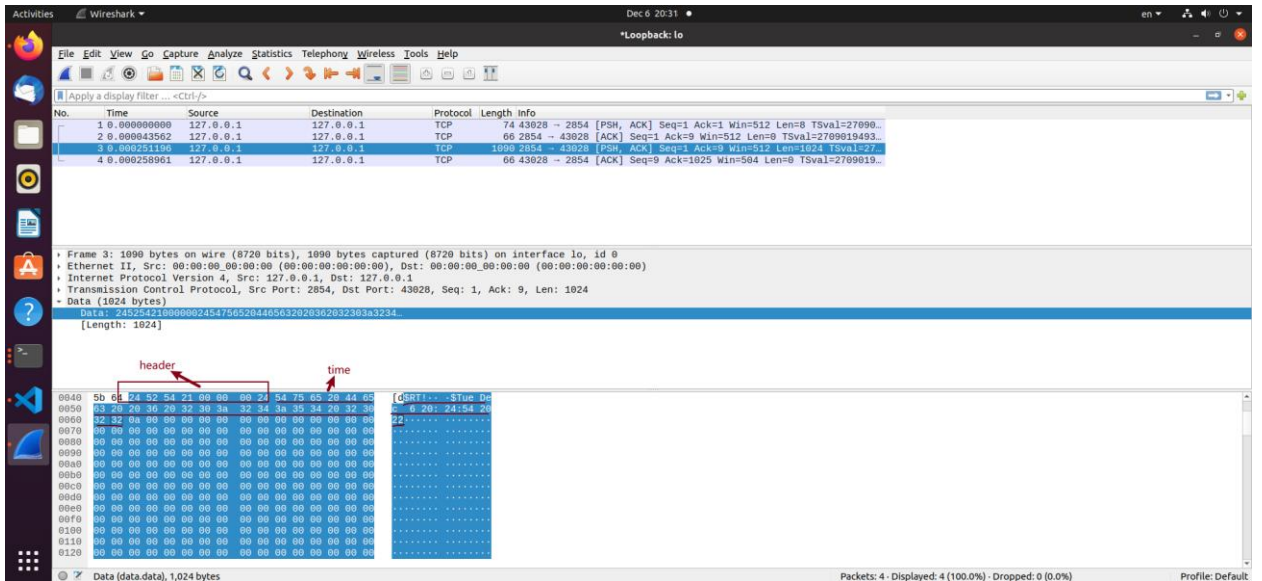 Activities Wireshark Dec 6 20:31 en
*Loopback: lo
File Edit View Go Capture Analyze Statistics Telephony Wireless Tools Help
Apply a display filter ... <Ctrl-/>
No. Time Source Destination Protocol Length Info
1 0.000000000 127.0.0.1 127.0.0.1 TCP 74 43028 → 2854 [PSH, ACK] Seq=1 Ack=1 Win=512 Len=8 TSval=27090…
2 0.000043562 127.0.0.1 127.0.0.1 TCP 66 2854 → 43028 [ACK] Seq=1 Ack=9 Win=512 Len=0 TSval=2709019493…
3 0.000251196 127.0.0.1 127.0.0.1 TCP 1090 2854 → 43028 [PSH, ACK] Seq=1 Ack=9 Win=512 Len=1024 TSval=27…
4 0.000258961 127.0.0.1 127.0.0.1 TCP 66 43028 → 2854 [ACK] Seq=9 Ack=1025 Win=504 Len=0 TSval=2709019…
Frame 3: 1090 bytes on wire (8720 bits), 1090 bytes captured (8720 bits) on interface lo, id 0
Ethernet II, Src: 00:00:00_00:00:00 (00:00:00:00:00:00), Dst: 00:00:00_00:00:00 (00:00:00:00:00:00)
Internet Protocol Version 4, Src: 127.0.0.1, Dst: 127.0.0.1
Transmission Control Protocol, Src Port: 2854, Dst Port: 43028, Seq: 1, Ack: 9, Len: 1024
Data (1024 bytes)
Data: 2452542100000024547565204465632020362032303a3234…
[Length: 1024]
header
time
0040 5b 64 24 52 54 21 00 00 00 24 54 75 65 20 44 65 [d$RT!·· ·$Tue De
0050 63 20 20 36 20 32 30 3a 32 34 3a 35 34 20 32 30 c 6 20: 24:54 20
0060 32 32 0a 00 00 00 00 00 00 00 00 00 00 00 00 00 22······ ········
0070 00 00 00 00 00 00 00 00 00 00 00 00 00 00 00 00 ········ ········
0080 00 00 00 00 00 00 00 00 00 00 00 00 00 00 00 00 ········ ········
0090 00 00 00 00 00 00 00 00 00 00 00 00 00 00 00 00 ········ ········
00a0 00 00 00 00 00 00 00 00 00 00 00 00 00 00 00 00 ········ ········
00b0 00 00 00 00 00 00 00 00 00 00 00 00 00 00 00 00 ········ ········
00c0 00 00 00 00 00 00 00 00 00 00 00 00 00 00 00 00 ········ ········
00d0 00 00 00 00 00 00 00 00 00 00 00 00 00 00 00 00 ········ ········
00e0 00 00 00 00 00 00 00 00 00 00 00 00 00 00 00 00 ········ ········
00f0 00 00 00 00 00 00 00 00 00 00 00 00 00 00 00 00 ········ ········
0100 00 00 00 00 00 00 00 00 00 00 00 00 00 00 00 00 ········ ········
0110 00 00 00 00 00 00 00 00 00 00 00 00 00 00 00 00 ········ ········
0120 00 00 00 00 00 00 00 00 00 00 00 00 00 00 00 00 ········ ········
Data (data.data), 1,024 bytes Packets: 4 · Displayed: 4 (100.0%) · Dropped: 0 (0.0%) Profile: Default